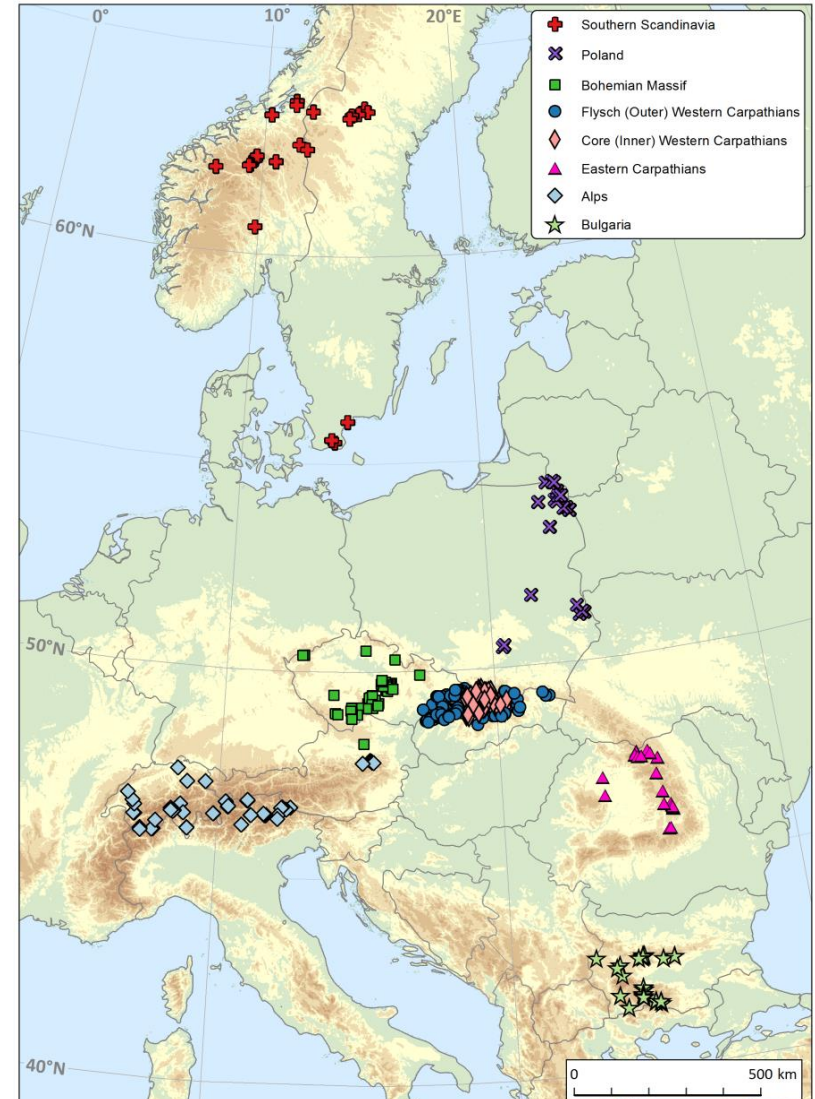 0°
10°
20°E
Southern Scandinavia
Poland
Bohemian Massif
Flysch (Outer) Western Carpathians
Core (Inner) Western Carpathians
Eastern Carpathians
Alps
Bulgaria
60°N
50°N
40°N
0
500 km